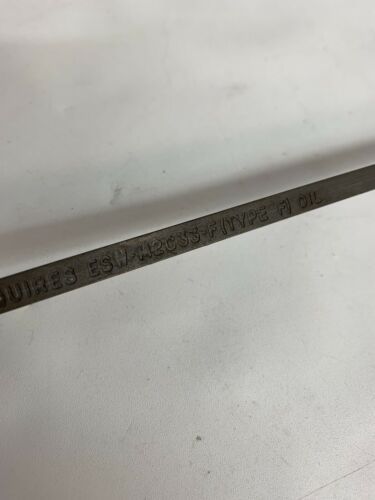 QUIRES ESW-M2C33-F(TYPE F) OIL